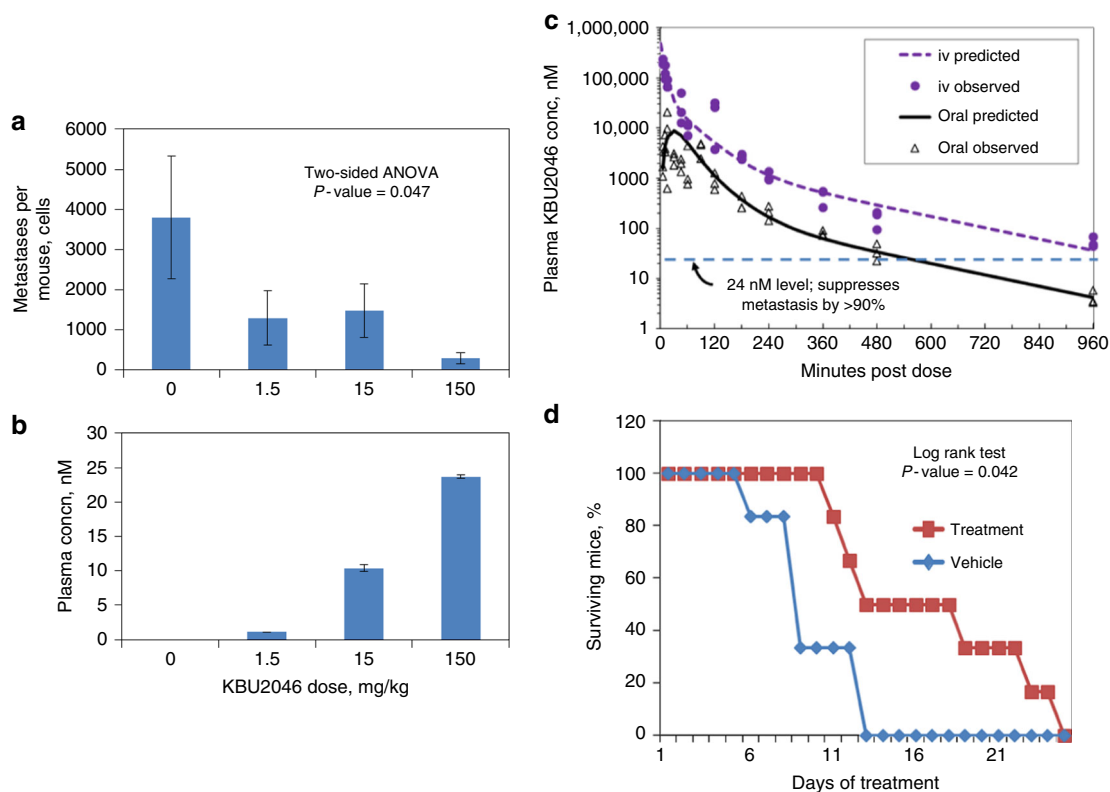 a
6000
5000
4000
3000
2000
1000
0
Metastases per
mouse, cells
Two-sided ANOVA
P-value = 0.047
0 1.5 15 150
b
30
25
20
15
10
5
0
Plasma concn, nM
0 1.5 15 150
KBU2046 dose, mg/kg
c
1,000,000
100,000
10,000
1000
100
10
1
Plasma KBU2046 conc, nM
iv predicted
iv observed
Oral predicted
Oral observed
24 nM level; suppresses
metastasis by >90%
0 120 240 360 480 600 720 840 960
Minutes post dose
d
120
100
80
60
40
20
0
Surviving mice, %
Log rank test
P-value = 0.042
Treatment
Vehicle
1 6 11 16 21
Days of treatment